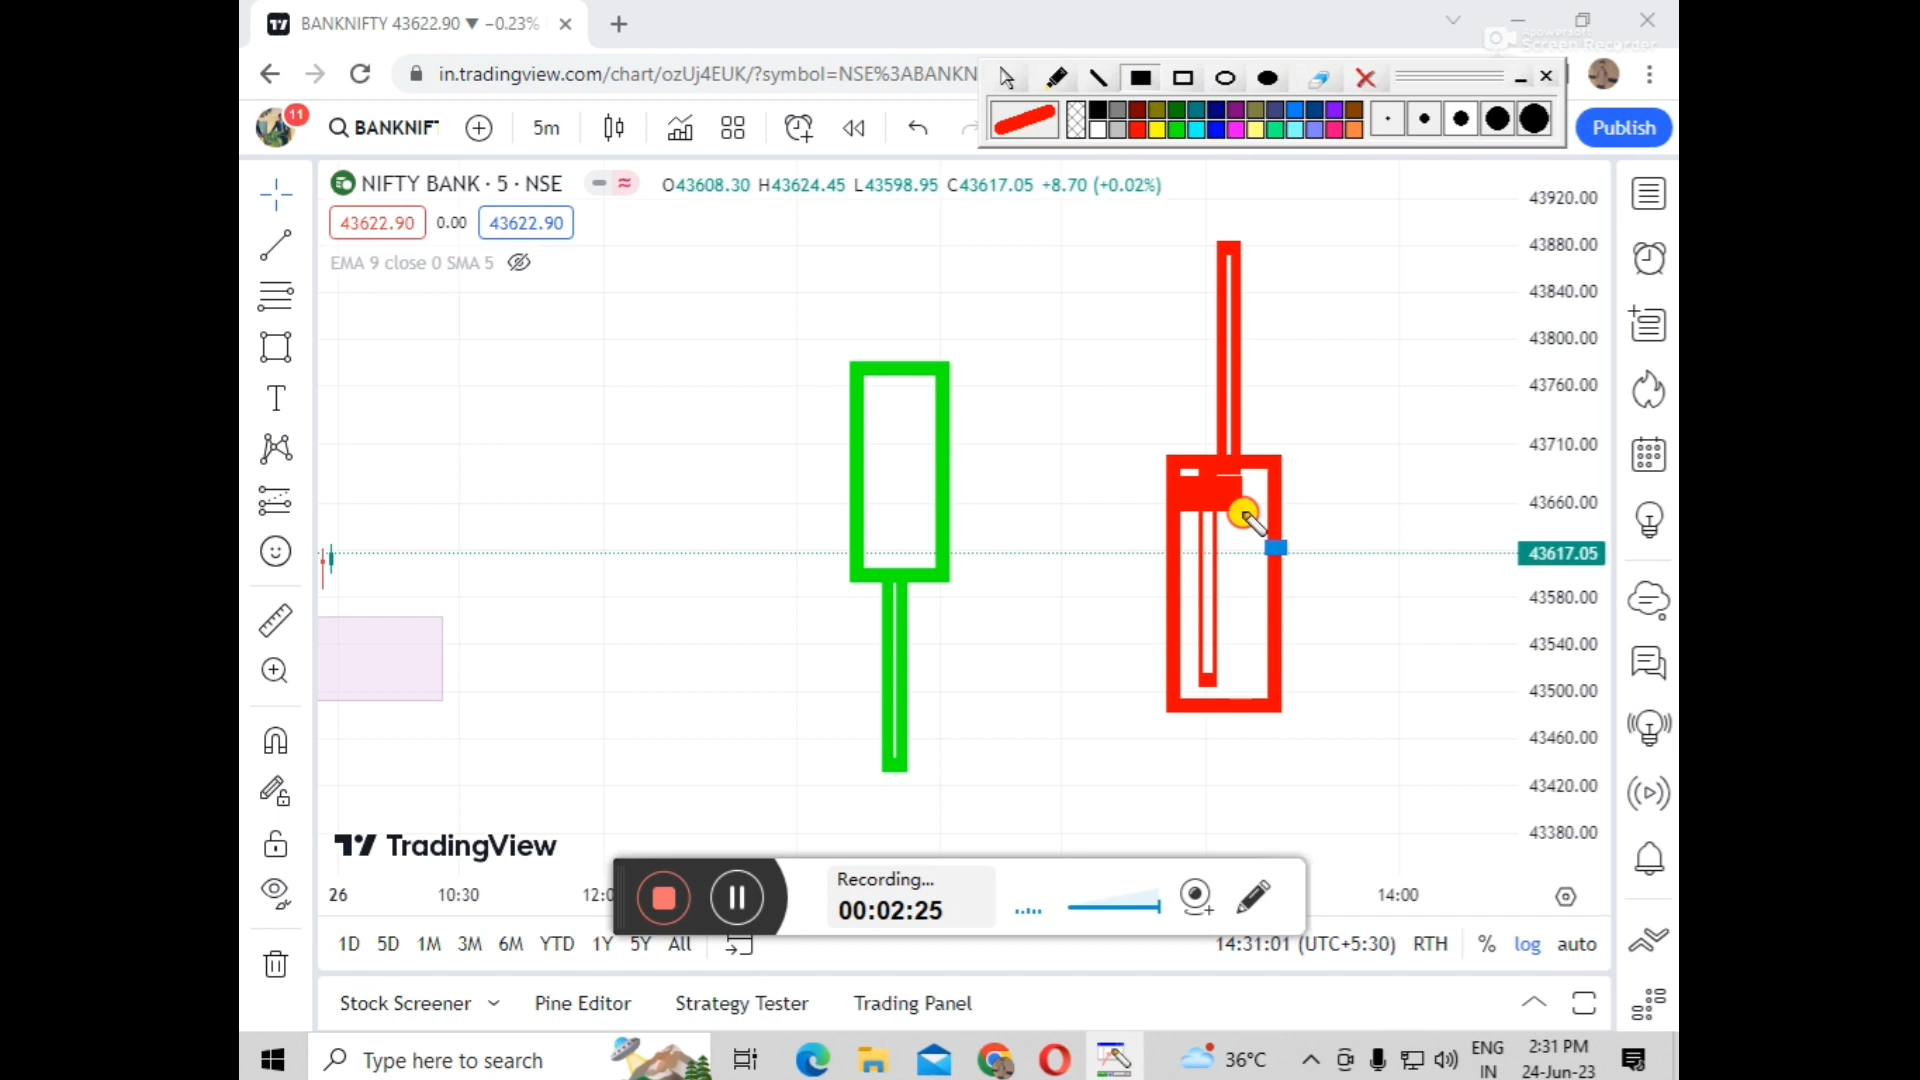 BANKNIFTY 43622.90 ▼ −0.23%
Apowersoft
Screen Recorder
in.tradingview.com/chart/ozUj4EUK/?symbol=NSE%3ABANKN
11
BANKNIF
5m
Publish
NIFTY BANK · 5 · NSE
O43608.30 H43624.45 L43598.95 C43617.05 +8.70 (+0.02%)
43622.90 0.00 43622.90
EMA 9 close 0 SMA 5
43920.00
43880.00
43840.00
43800.00
43760.00
43710.00
43660.00
43617.05
43580.00
43540.00
43500.00
43460.00
43420.00
43380.00
TradingView
26 10:30 12:0 14:00
Recording...
00:02:25
1D 5D 1M 3M 6M YTD 1Y 5Y All
14:31:01 (UTC+5:30) RTH % log auto
Stock Screener Pine Editor Strategy Tester Trading Panel
Type here to search
36°C
ENG
IN
2:31 PM
24-Jun-23